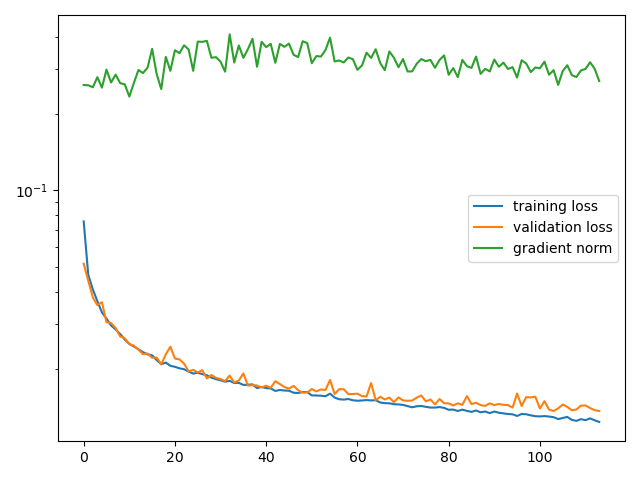 10⁻¹
training loss
validation loss
gradient norm
0 20 40 60 80 100